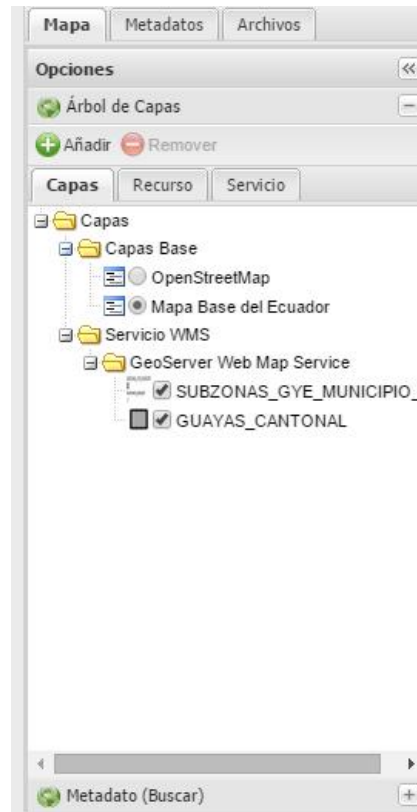 Mapa Metadatos Archivos
Opciones
Árbol de Capas
Añadir Remover
Capas Recurso Servicio
Capas
Capas Base
OpenStreetMap
Mapa Base del Ecuador
Servicio WMS
GeoServer Web Map Service
SUBZONAS_GYE_MUNICIPIO_
GUAYAS_CANTONAL
Metadato (Buscar)